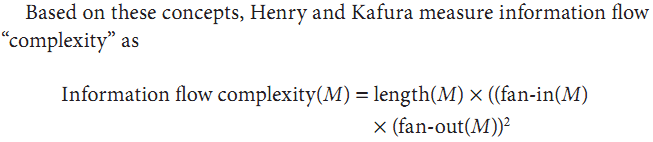 Based on these concepts, Henry and Kafura measure information flow
“complexity” as
Information flow complexity(M) = length(M) × ((fan-in(M)
× (fan-out(M))²